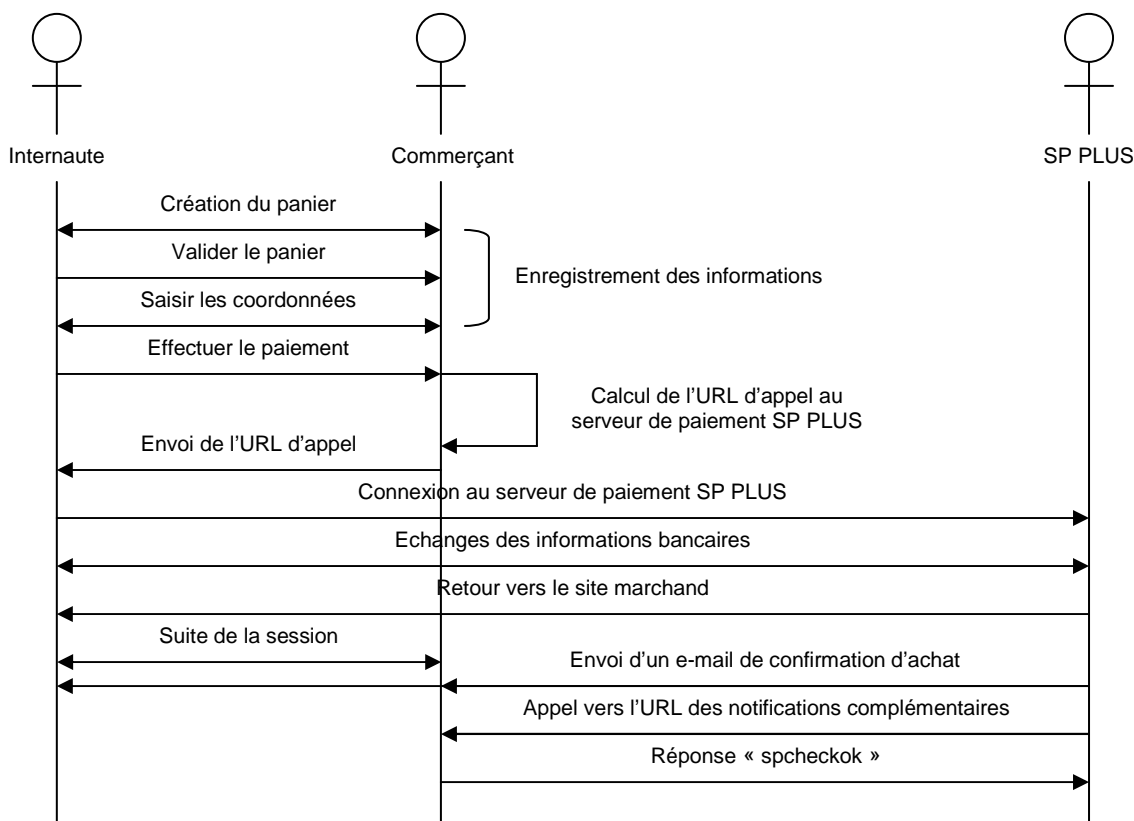 Internaute
Commerçant
SP PLUS
Création du panier
Valider le panier
Enregistrement des informations
Saisir les coordonnées
Effectuer le paiement
Calcul de l'URL d'appel au
serveur de paiement SP PLUS
Envoi de l'URL d'appel
Connexion au serveur de paiement SP PLUS
Echanges des informations bancaires
Retour vers le site marchand
Suite de la session
Envoi d'un e-mail de confirmation d'achat
Appel vers l'URL des notifications complémentaires
Réponse « spcheckok »